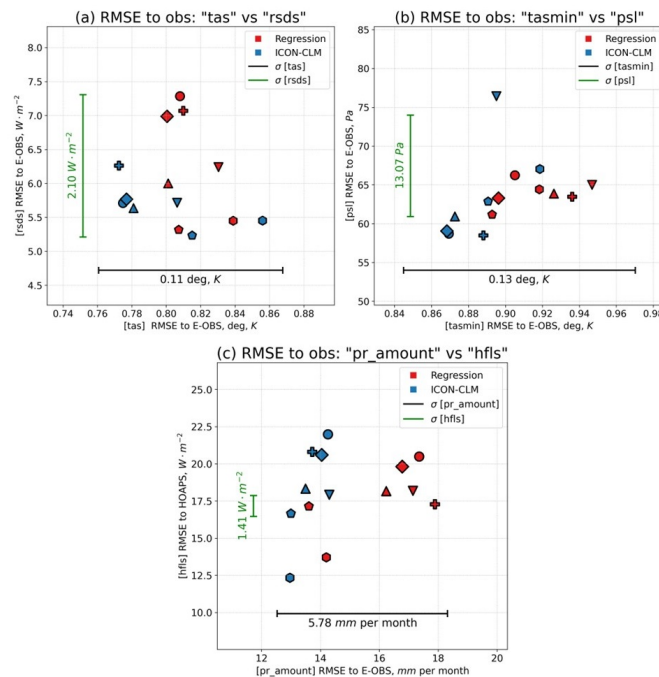 (a) RMSE to obs: "tas" vs "rsds"
Regression
ICON-CLM
σ [tas]
σ [rsds]
8.0
7.5
7.0
6.5
6.0
5.5
5.0
4.5
[rsds] RMSE to E-OBS, W · m⁻²
2.10 W · m⁻²
0.11 deg, K
0.74 0.76 0.78 0.80 0.82 0.84 0.86 0.88
[tas] RMSE to E-OBS, deg, K
(b) RMSE to obs: "tasmin" vs "psl"
Regression
ICON-CLM
σ [tasmin]
σ [psl]
90
85
80
75
70
65
60
55
50
[psl] RMSE to E-OBS, Pa
13.07 Pa
0.13 deg, K
0.84 0.86 0.88 0.90 0.92 0.94 0.96 0.98
[tasmin] RMSE to E-OBS, deg, K
(c) RMSE to obs: "pr_amount" vs "hfls"
Regression
ICON-CLM
σ [pr_amount]
σ [hfls]
25.0
22.5
20.0
17.5
15.0
12.5
10.0
[hfls] RMSE to HOAPS, W · m⁻²
1.41 W · m⁻²
5.78 mm per month
12 14 16 18 20
[pr_amount] RMSE to E-OBS, mm per month